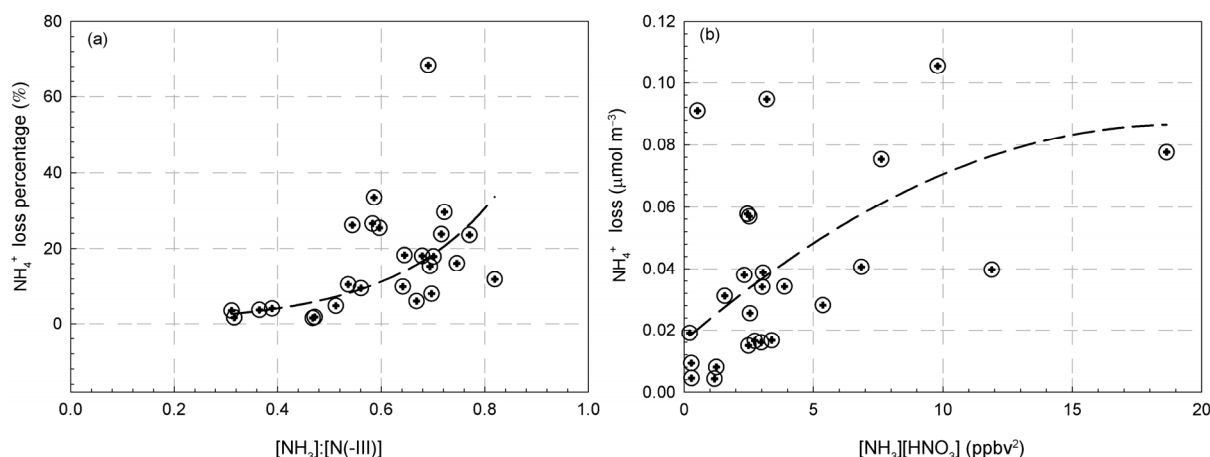 (a)
NH₄⁺ loss percentage (%)
80
60
40
20
0
0.0 0.2 0.4 0.6 0.8 1.0
[NH₃]:[N(-III)]
(b)
NH₄⁺ loss (μmol m⁻³)
0.12
0.10
0.08
0.06
0.04
0.02
0.00
0 5 10 15 20
[NH₃][HNO₃] (ppbv²)